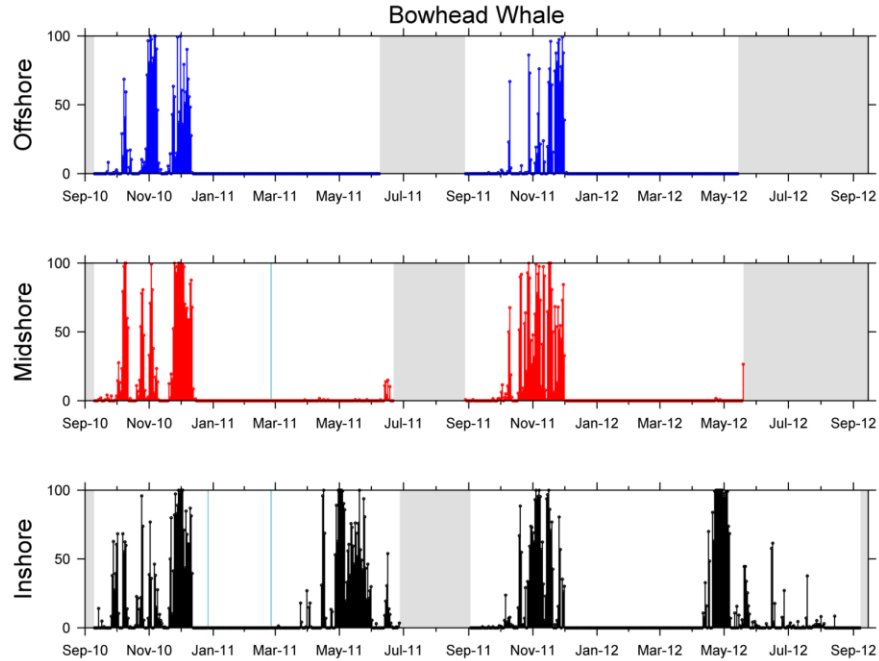 Bowhead Whale
Offshore
100
50
0
Sep-10 Nov-10 Jan-11 Mar-11 May-11 Jul-11 Sep-11 Nov-11 Jan-12 Mar-12 May-12 Jul-12 Sep-12
Midshore
100
50
0
Sep-10 Nov-10 Jan-11 Mar-11 May-11 Jul-11 Sep-11 Nov-11 Jan-12 Mar-12 May-12 Jul-12 Sep-12
Inshore
100
50
0
Sep-10 Nov-10 Jan-11 Mar-11 May-11 Jul-11 Sep-11 Nov-11 Jan-12 Mar-12 May-12 Jul-12 Sep-12